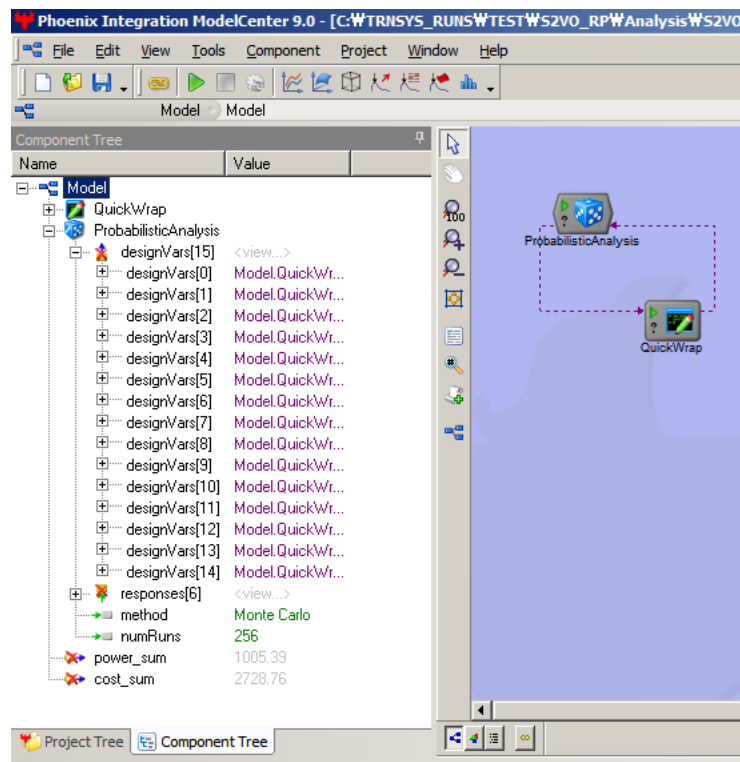 Phoenix Integration ModelCenter 9.0 - [C:₩TRNSYS_RUNS₩TEST₩S2VO_RP₩Analysis₩S2VO
File Edit View Tools Component Project Window Help
Model Model
Component Tree
Name Value
Model
QuickWrap
ProbabilisticAnalysis
designVars[15] <view...>
designVars[0] Model.QuickWr...
designVars[1] Model.QuickWr...
designVars[2] Model.QuickWr...
designVars[3] Model.QuickWr...
designVars[4] Model.QuickWr...
designVars[5] Model.QuickWr...
designVars[6] Model.QuickWr...
designVars[7] Model.QuickWr...
designVars[8] Model.QuickWr...
designVars[9] Model.QuickWr...
designVars[10] Model.QuickWr...
designVars[11] Model.QuickWr...
designVars[12] Model.QuickWr...
designVars[13] Model.QuickWr...
designVars[14] Model.QuickWr...
responses[6] <view...>
method Monte Carlo
numRuns 256
power_sum 1005.39
cost_sum 2728.76
Project Tree Component Tree
100
ProbabilisticAnalysis
QuickWrap